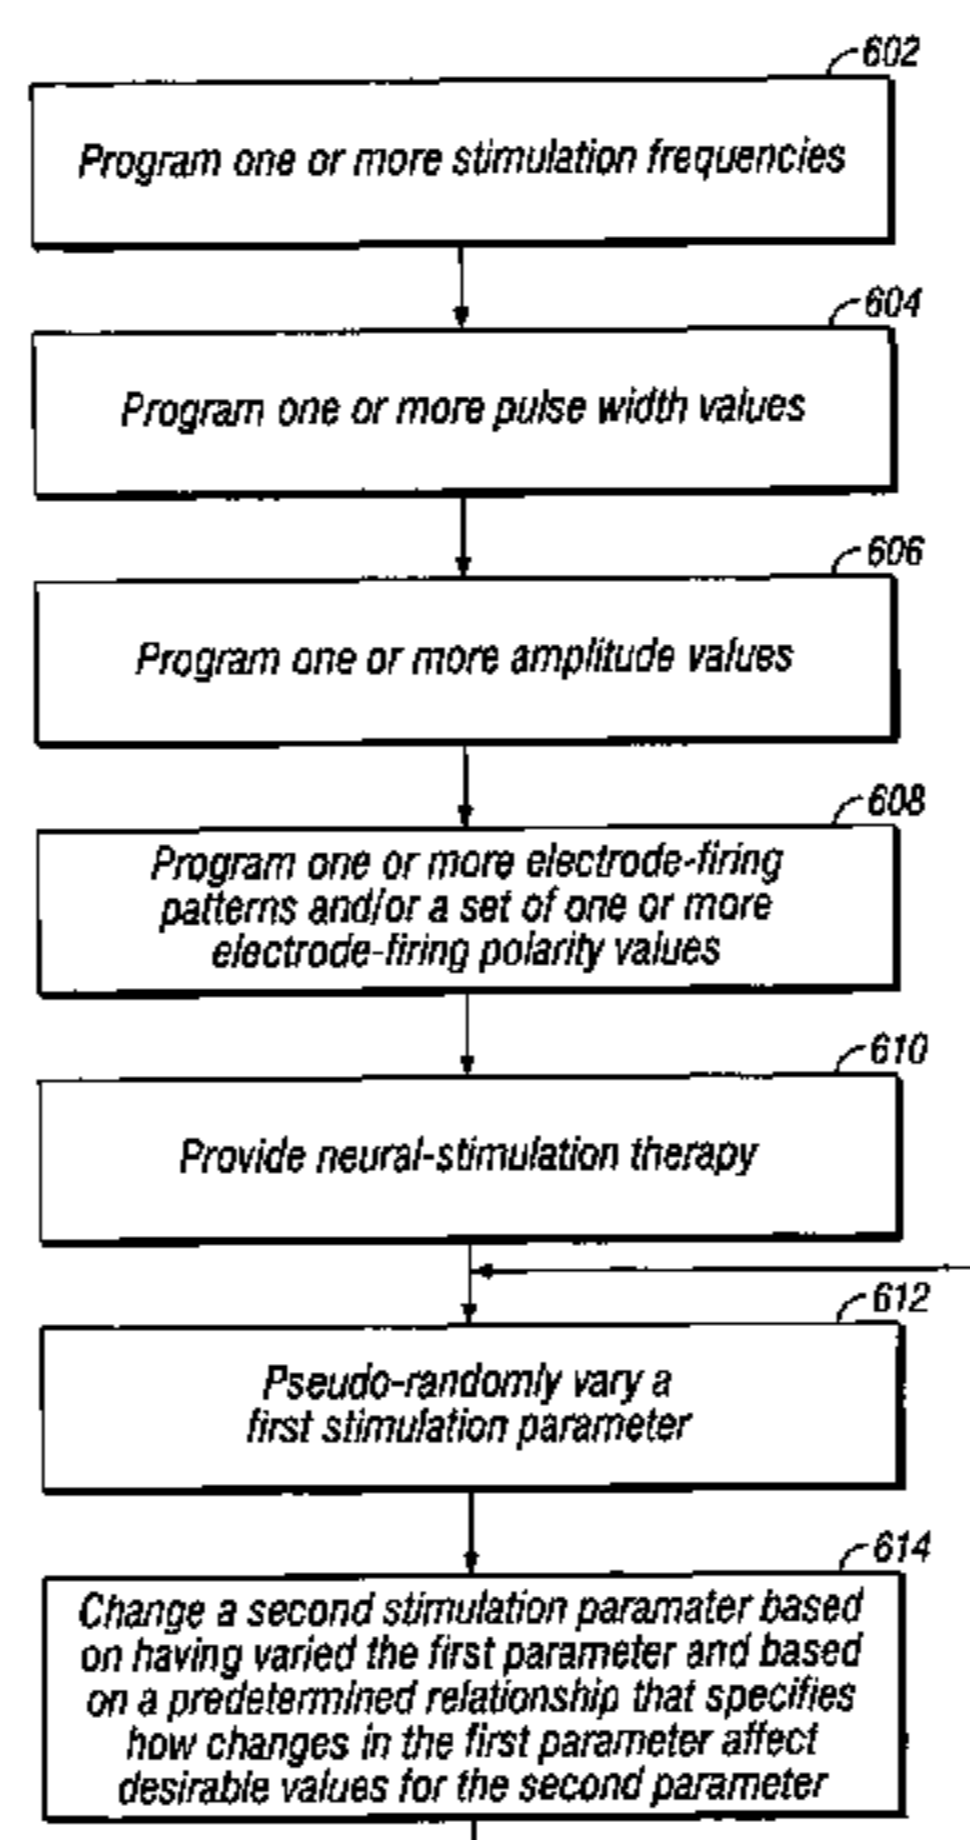 602
Program one or more stimulation frequencies
604
Program one or more pulse width values
606
Program one or more amplitude values
608
Program one or more electrode-firing
patterns and/or a set of one or more
electrode-firing polarity values
610
Provide neural-stimulation therapy
612
Pseudo-randomly vary a
first stimulation parameter
614
Change a second stimulation paramater based
on having varied the first parameter and based
on a predetermined relationship that specifies
how changes in the first parameter affect
desirable values for the second parameter